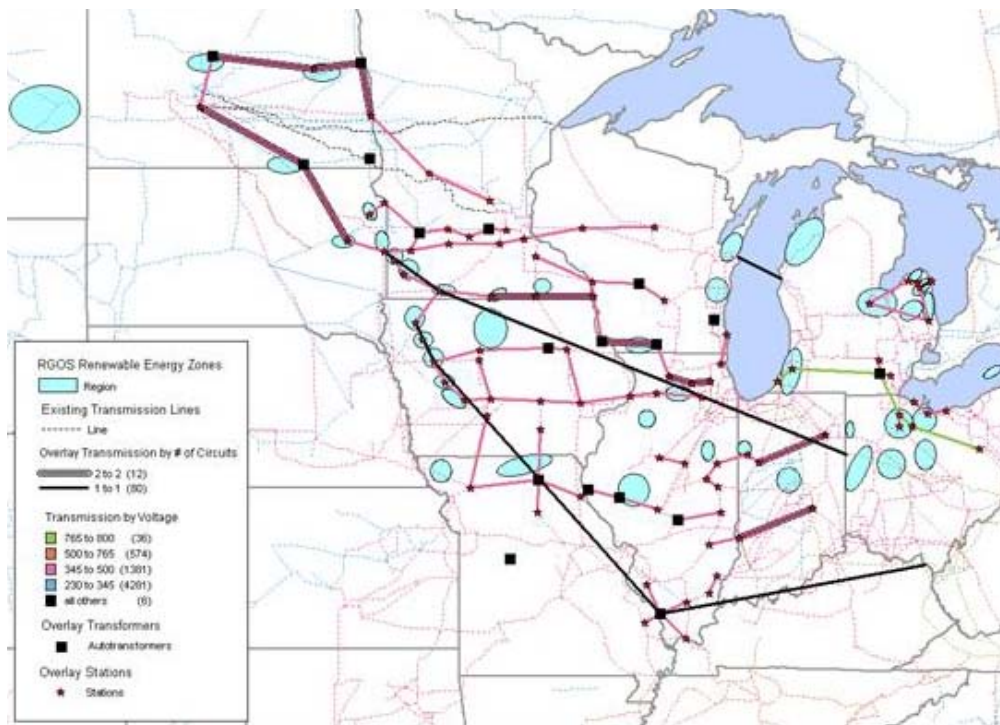 RGOS Renewable Energy Zones
Region
Existing Transmission Lines
Line
Overlay Transmission by # of Circuits
2 to 2 (12)
1 to 1 (80)
Transmission by Voltage
765 to 800 (36)
500 to 765 (574)
345 to 500 (1381)
230 to 345 (4281)
all others (6)
Overlay Transformers
Autotransformers
Overlay Stations
Stations